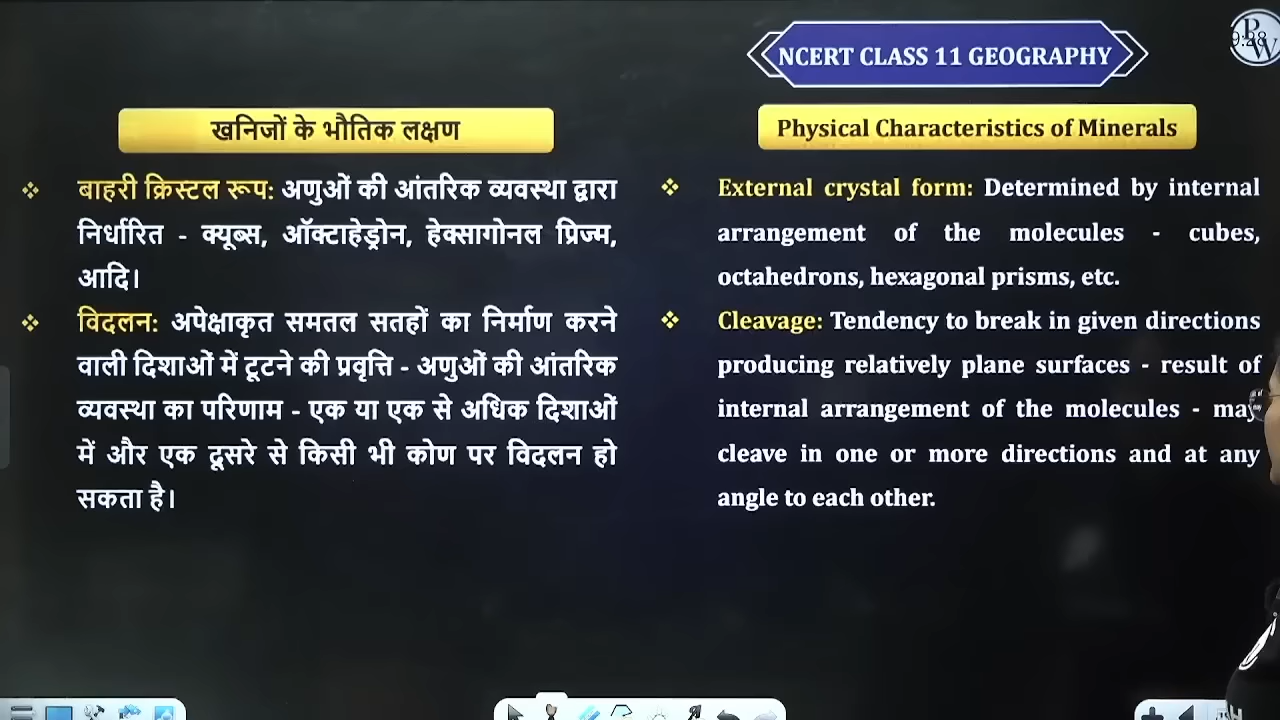 NCERT CLASS 11 GEOGRAPHY
PW
9:28
खनिजों के भौतिक लक्षण
❖ बाहरी क्रिस्टल रूप: अणुओं की आंतरिक व्यवस्था द्वारा
निर्धारित - क्यूब्स, ऑक्टाहेड्रोन, हेक्सागोनल प्रिज्म,
आदि।
❖ विदलन: अपेक्षाकृत समतल सतहों का निर्माण करने
वाली दिशाओं में टूटने की प्रवृत्ति - अणुओं की आंतरिक
व्यवस्था का परिणाम - एक या एक से अधिक दिशाओं
में और एक दूसरे से किसी भी कोण पर विदलन हो
सकता है।
Physical Characteristics of Minerals
❖ External crystal form: Determined by internal
arrangement of the molecules - cubes,
octahedrons, hexagonal prisms, etc.
❖ Cleavage: Tendency to break in given directions
producing relatively plane surfaces - result of
internal arrangement of the molecules - may
cleave in one or more directions and at any
angle to each other.